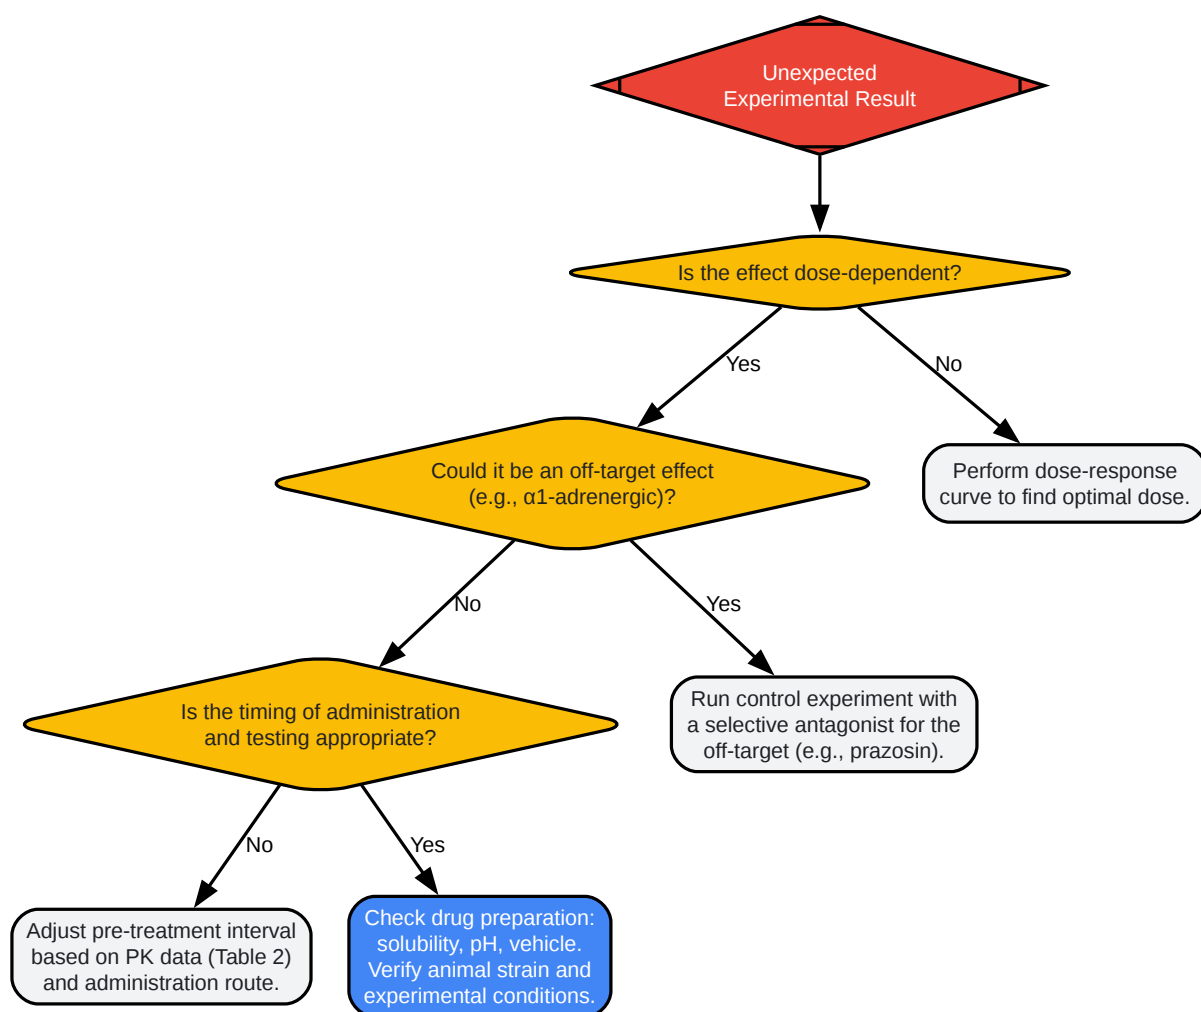 Unexpected
Experimental Result
Is the effect dose-dependent?
Yes
No
Could it be an off-target effect
(e.g., α1-adrenergic)?
Perform dose-response
curve to find optimal dose.
No
Yes
Is the timing of administration
and testing appropriate?
Run control experiment with
a selective antagonist for the
off-target (e.g., prazosin).
No
Yes
Adjust pre-treatment interval
based on PK data (Table 2)
and administration route.
Check drug preparation:
solubility, pH, vehicle.
Verify animal strain and
experimental conditions.